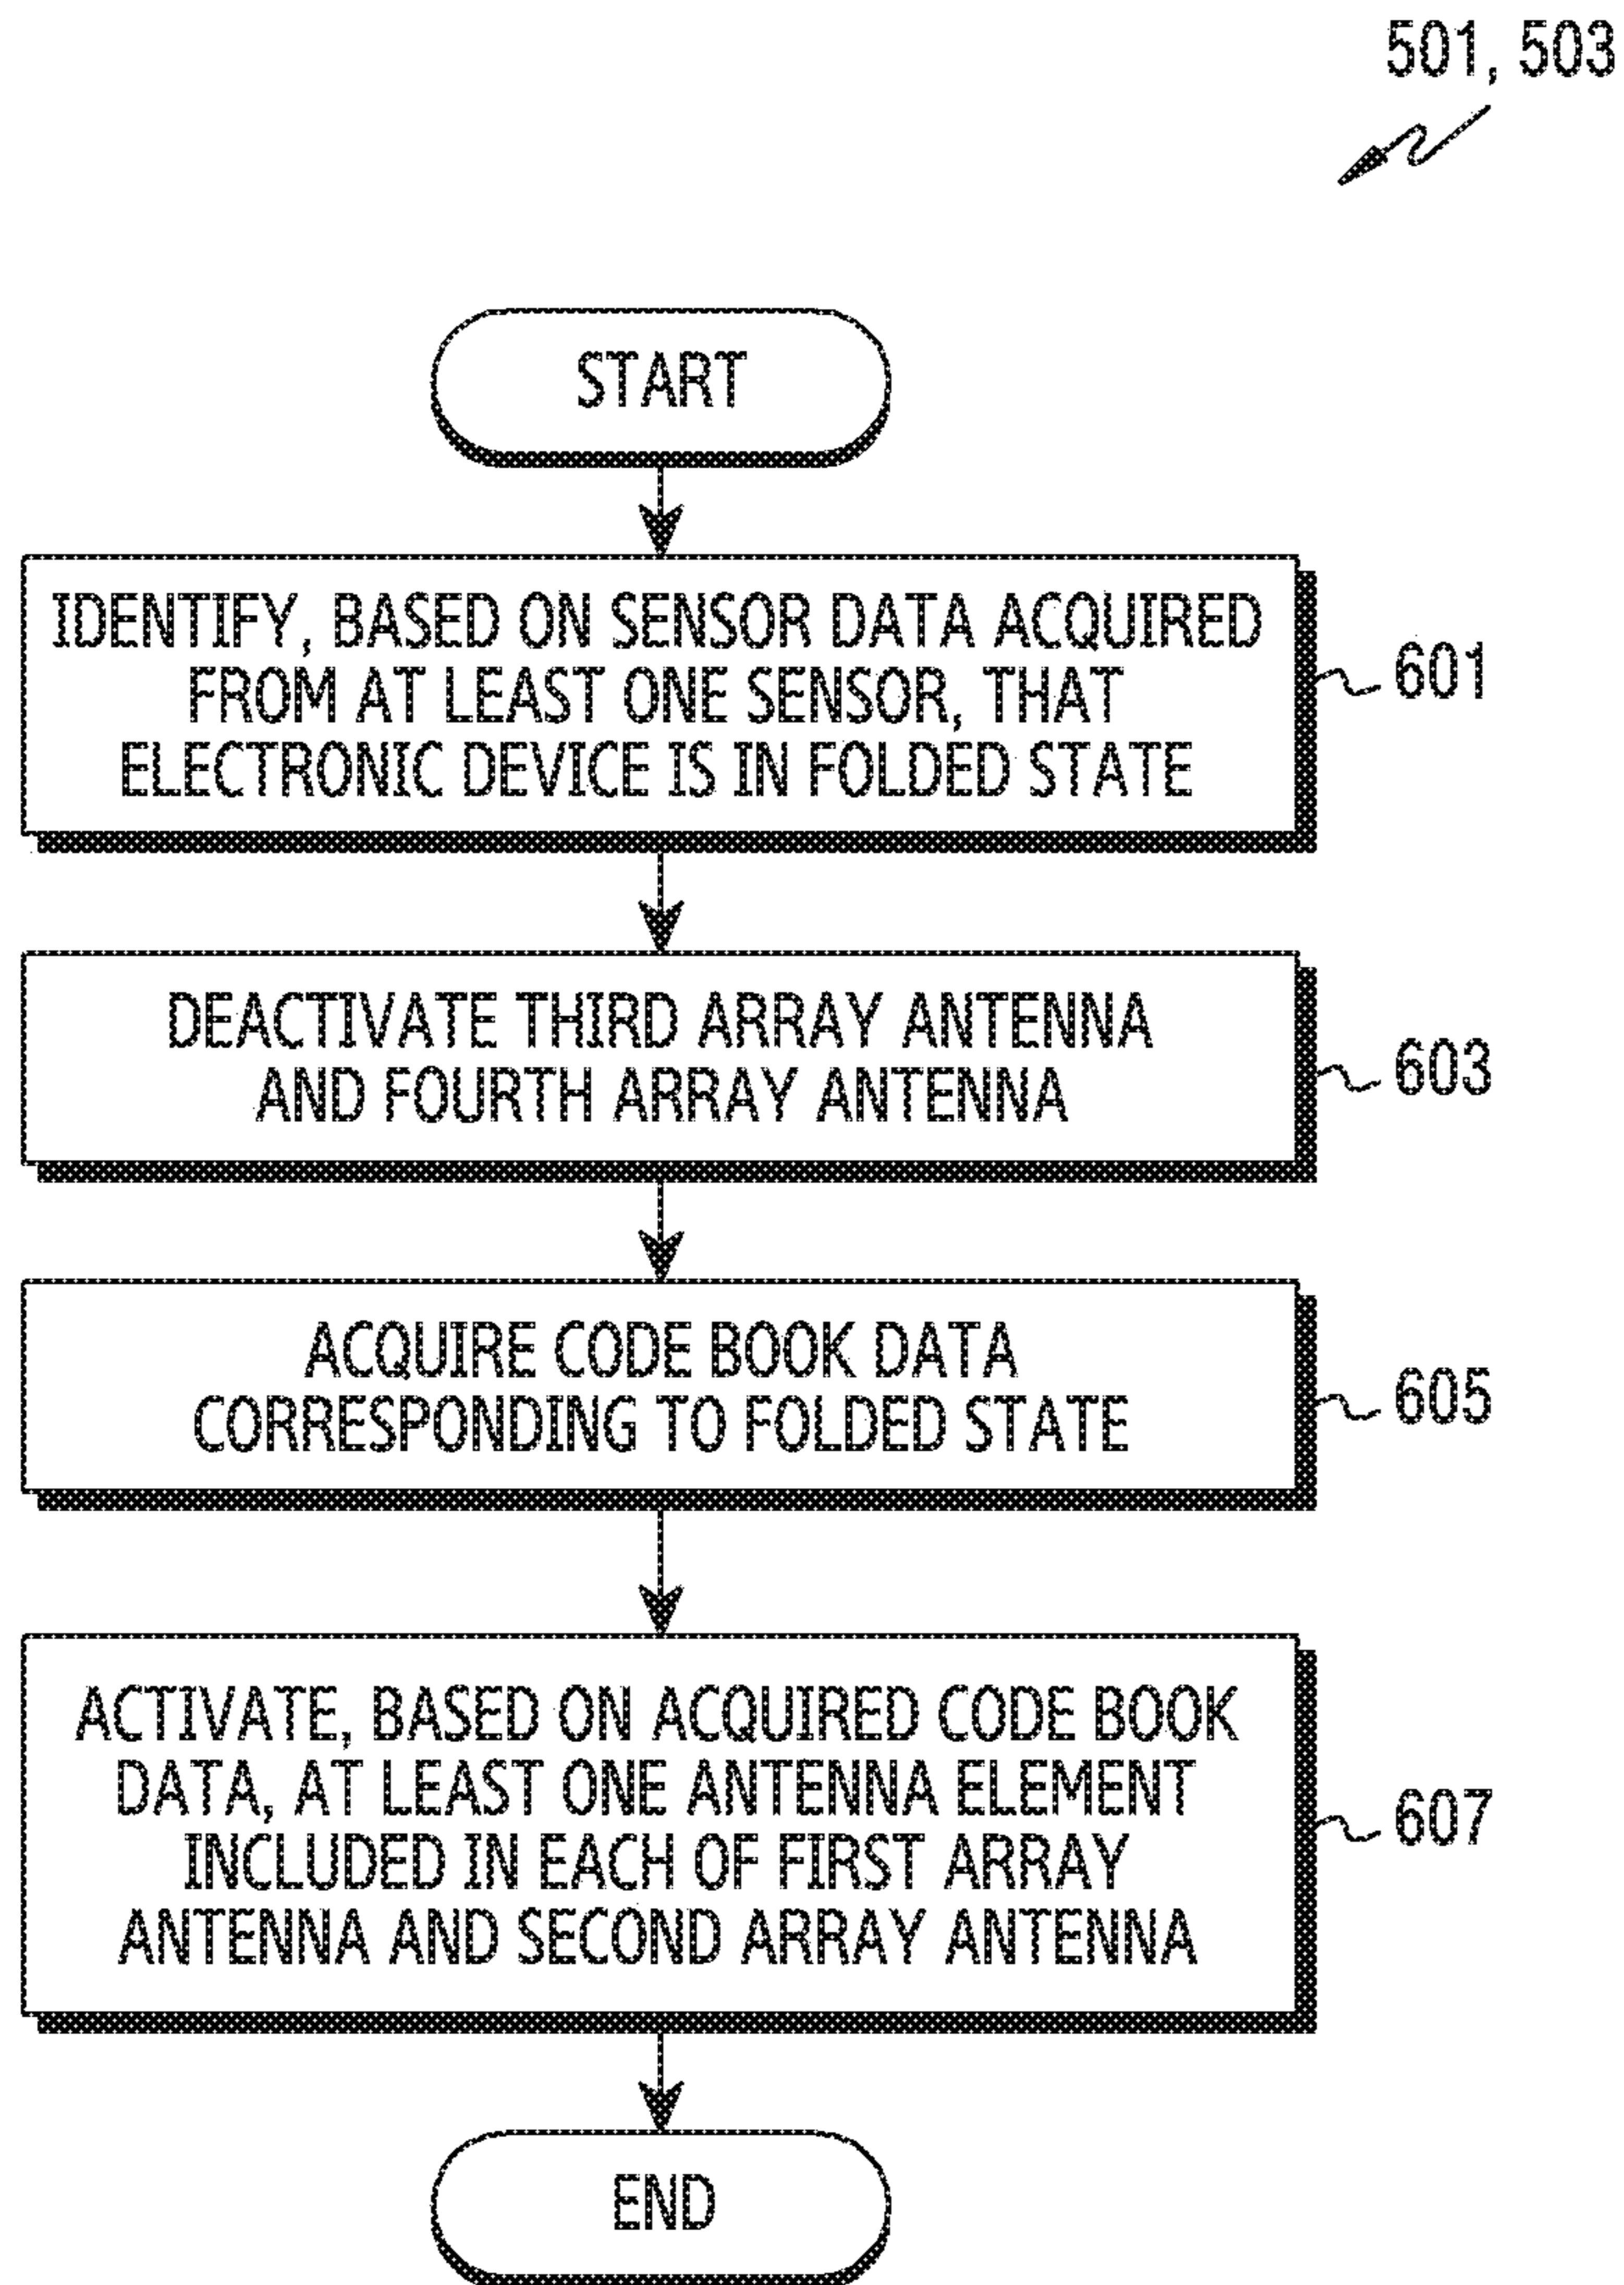 501, 503
START
IDENTIFY, BASED ON SENSOR DATA ACQUIRED
FROM AT LEAST ONE SENSOR, THAT
ELECTRONIC DEVICE IS IN FOLDED STATE
601
DEACTIVATE THIRD ARRAY ANTENNA
AND FOURTH ARRAY ANTENNA
603
ACQUIRE CODE BOOK DATA
CORRESPONDING TO FOLDED STATE
605
ACTIVATE, BASED ON ACQUIRED CODE BOOK
DATA, AT LEAST ONE ANTENNA ELEMENT
INCLUDED IN EACH OF FIRST ARRAY
ANTENNA AND SECOND ARRAY ANTENNA
607
END